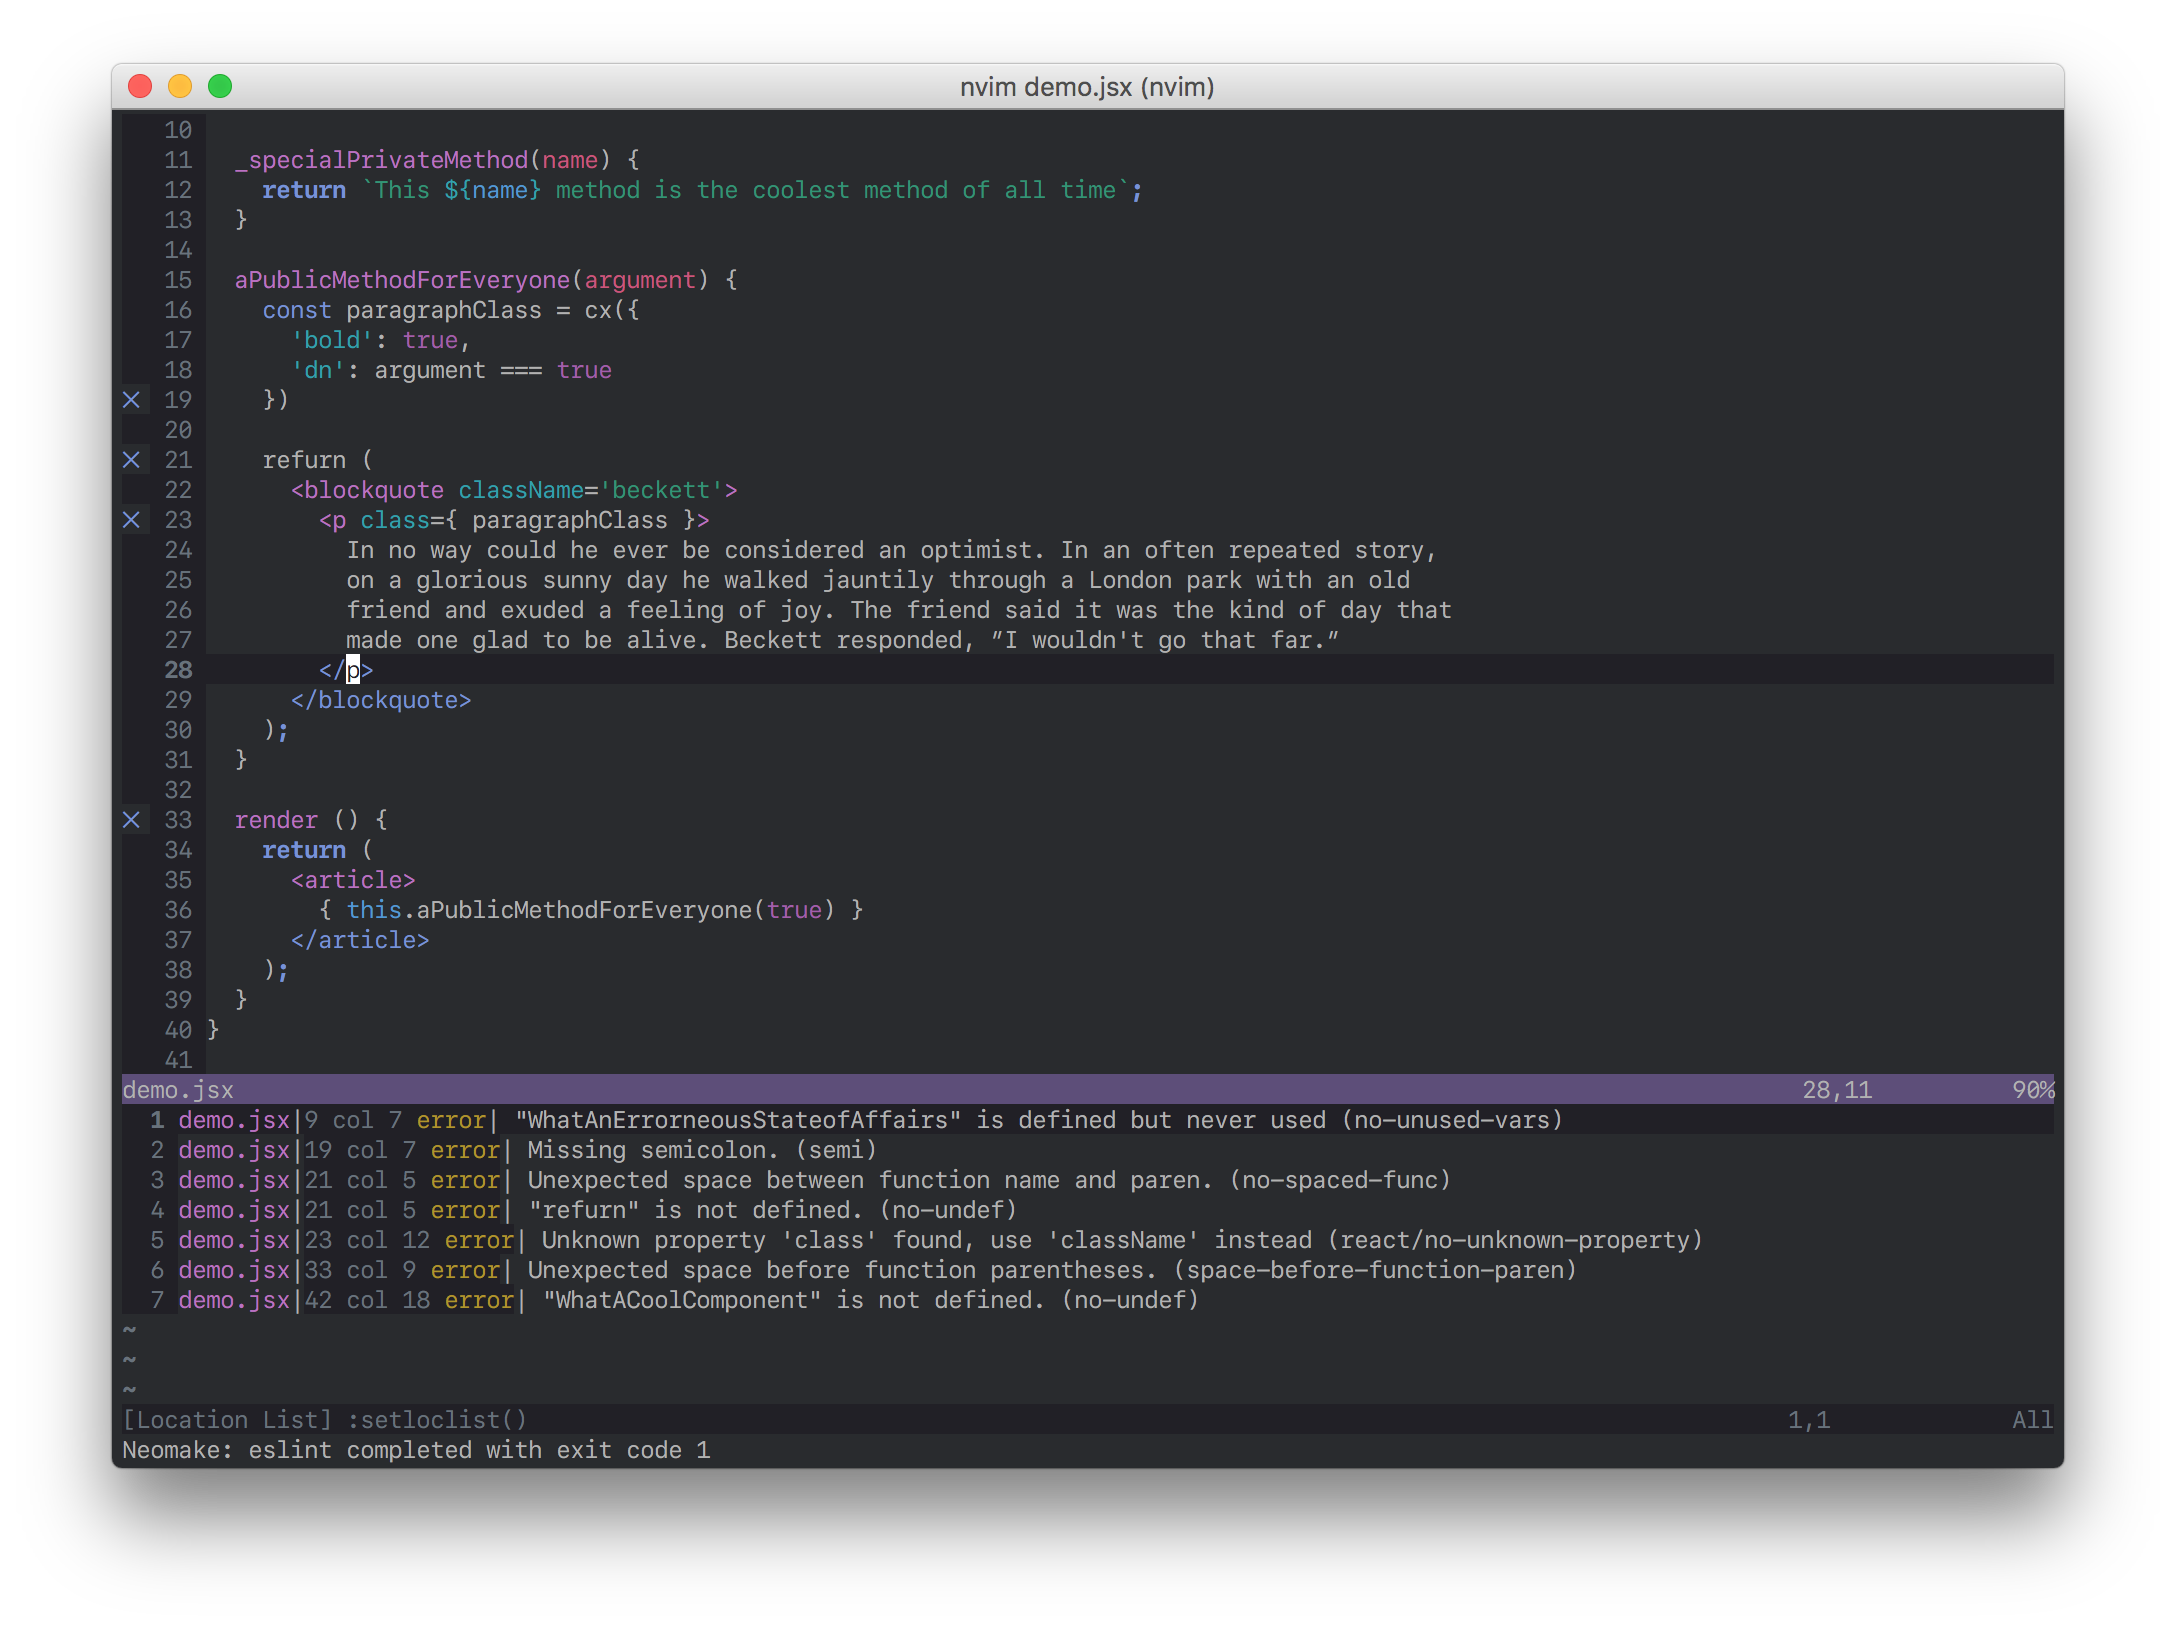 nvim demo.jsx (nvim)
10
11   _specialPrivateMethod(name) {
12     return `This ${name} method is the coolest method of all time`;
13   }
14
15   aPublicMethodForEveryone(argument) {
16     const paragraphClass = cx({
17       'bold': true,
18       'dn': argument === true
✕ 19     })
20
✕ 21     refurn (
22       <blockquote className='beckett'>
✕ 23         <p class={ paragraphClass }>
24           In no way could he ever be considered an optimist. In an often repeated story,
25           on a glorious sunny day he walked jauntily through a London park with an old
26           friend and exuded a feeling of joy. The friend said it was the kind of day that
27           made one glad to be alive. Beckett responded, ”I wouldn't go that far.”
28         </p>
29       </blockquote>
30     );
31   }
32
✕ 33   render () {
34     return (
35       <article>
36         { this.aPublicMethodForEveryone(true) }
37       </article>
38     );
39   }
40 }
41
demo.jsx 28,11 90%
1 demo.jsx|9 col 7 error| "WhatAnErrorneousStateofAffairs" is defined but never used (no-unused-vars)
2 demo.jsx|19 col 7 error| Missing semicolon. (semi)
3 demo.jsx|21 col 5 error| Unexpected space between function name and paren. (no-spaced-func)
4 demo.jsx|21 col 5 error| "refurn" is not defined. (no-undef)
5 demo.jsx|23 col 12 error| Unknown property 'class' found, use 'className' instead (react/no-unknown-property)
6 demo.jsx|33 col 9 error| Unexpected space before function parentheses. (space-before-function-paren)
7 demo.jsx|42 col 18 error| "WhatACoolComponent" is not defined. (no-undef)
~
~
~
[Location List] :setloclist() 1,1 All
Neomake: eslint completed with exit code 1